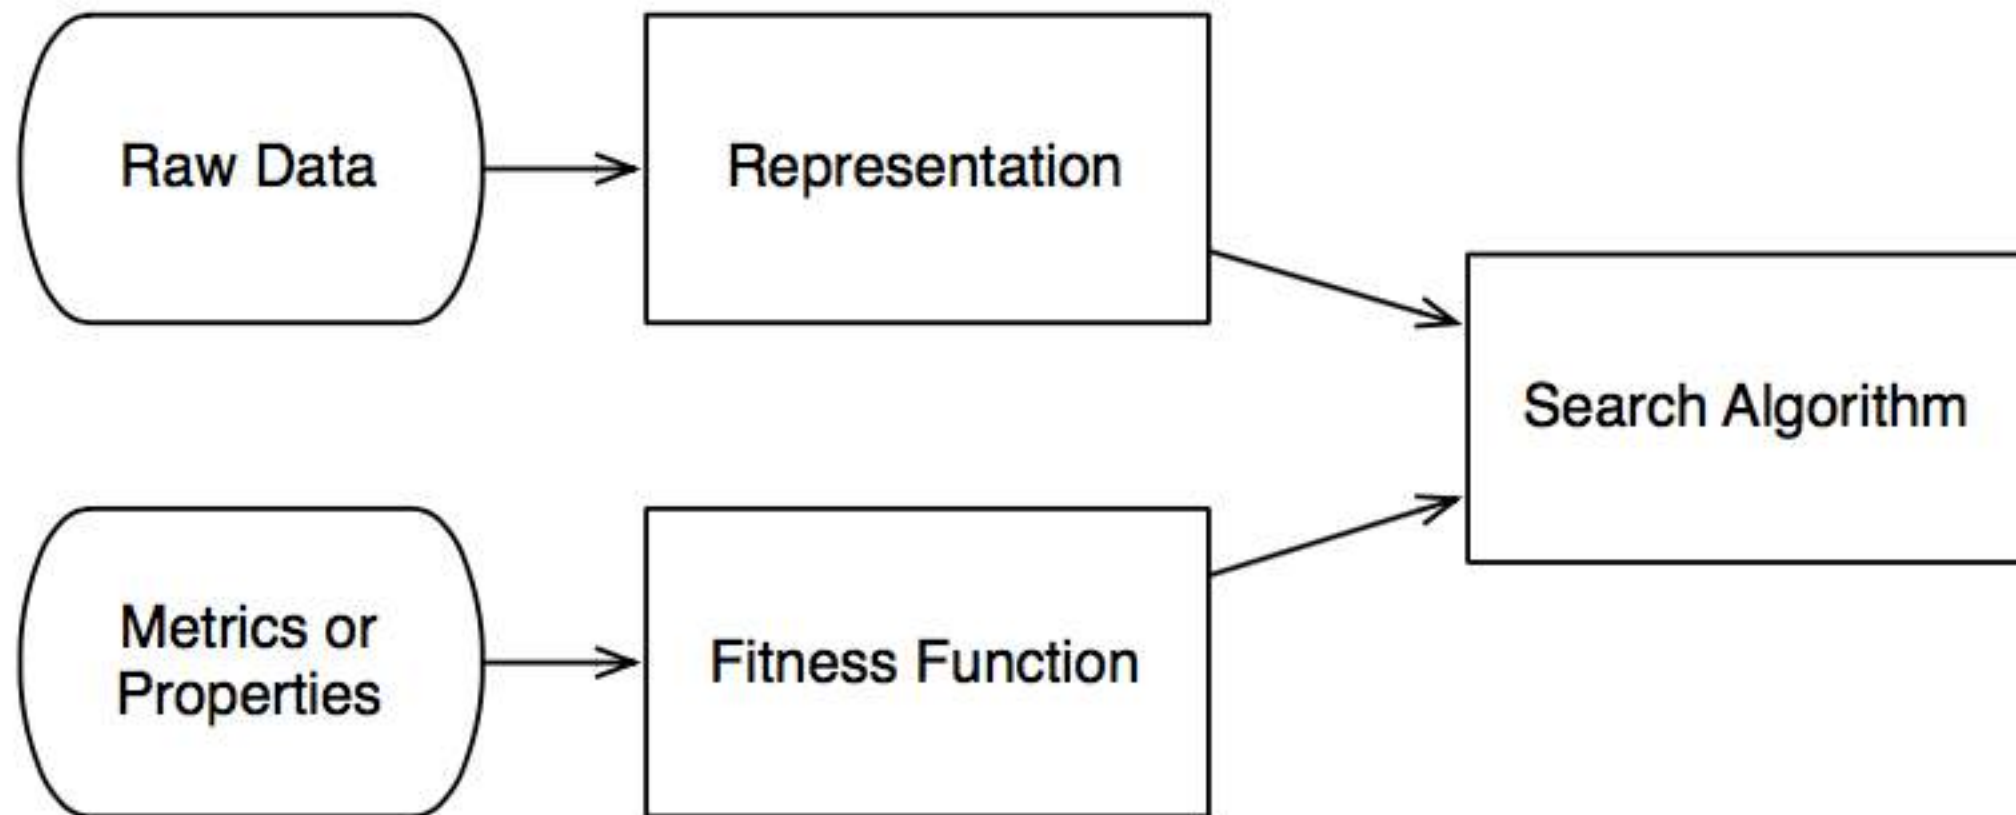 Raw Data
Representation
Search Algorithm
Metrics or
Properties
Fitness Function